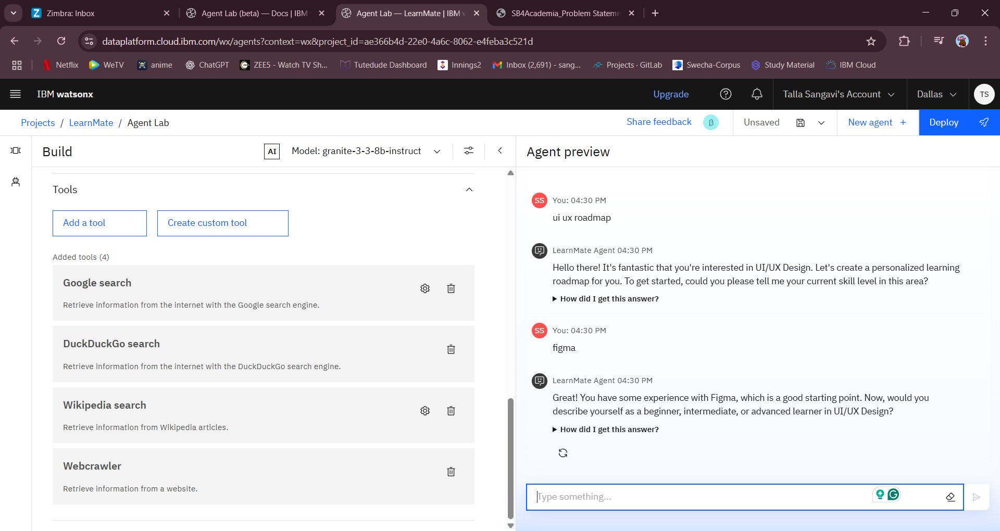 Zimbra: Inbox
Agent Lab (beta) — Docs | IBM
Agent Lab — LearnMate | IBM w
SB4Academia_Problem Stateme
dataplatform.cloud.ibm.com/wx/agents?context=wx&project_id=ae366b4d-22e0-4a6c-8062-e4feba3c521d
Netflix
WeTV
anime
ChatGPT
ZEE5 - Watch TV Sh...
Tutedude Dashboard
Innings2
Inbox (2,691) - sang...
Projects · GitLab
Swecha-Corpus
Study Material
IBM Cloud
IBM watsonx
Upgrade
Talla Sangavi's Account
Dallas
TS
Projects / LearnMate / Agent Lab
Share feedback
β
Unsaved
New agent +
Deploy
Build
AI
Model: granite-3-3-8b-instruct
Agent preview
Tools
Add a tool
Create custom tool
Added tools (4)
Google search
Retrieve information from the internet with the Google search engine.
DuckDuckGo search
Retrieve information from the internet with the DuckDuckGo search engine.
Wikipedia search
Retrieve information from Wikipedia articles.
Webcrawler
Retrieve information from a website.
SS
You: 04:30 PM
ui ux roadmap
LearnMate Agent 04:30 PM
Hello there! It's fantastic that you're interested in UI/UX Design. Let's create a personalized learning
roadmap for you. To get started, could you please tell me your current skill level in this area?
How did I get this answer?
SS
You: 04:30 PM
figma
LearnMate Agent 04:30 PM
Great! You have some experience with Figma, which is a good starting point. Now, would you
describe yourself as a beginner, intermediate, or advanced learner in UI/UX Design?
How did I get this answer?
Type something...